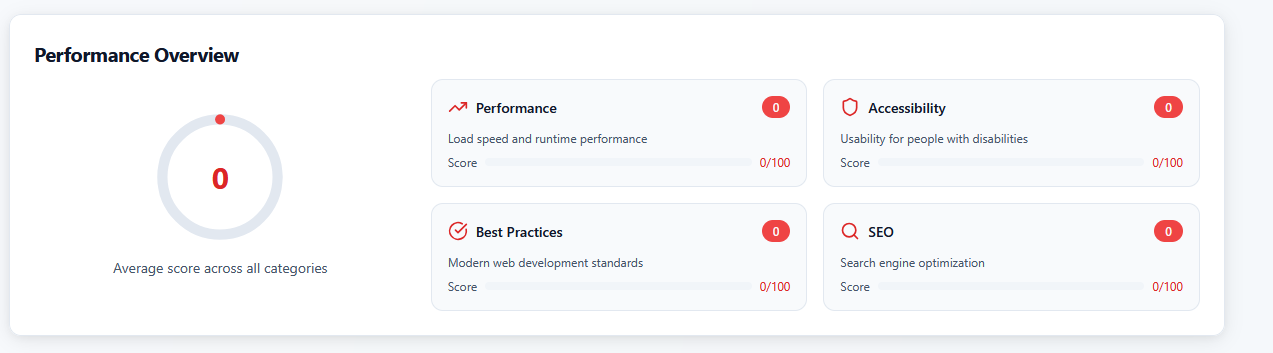 Performance Overview
0
Average score across all categories
Performance
0
Load speed and runtime performance
Score
0/100
Accessibility
0
Usability for people with disabilities
Score
0/100
Best Practices
0
Modern web development standards
Score
0/100
SEO
0
Search engine optimization
Score
0/100